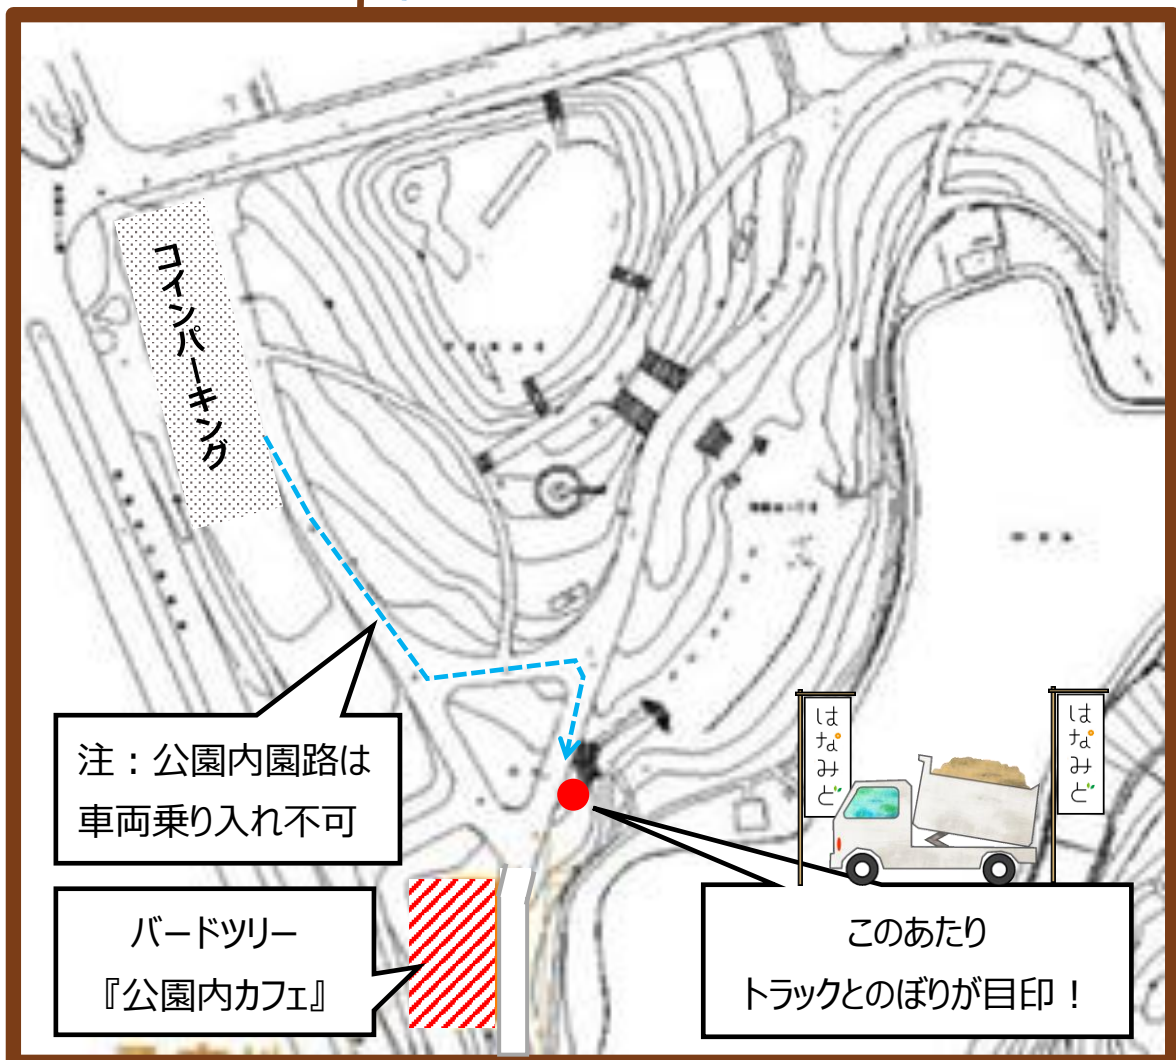 コインパーキング
注：公園内園路は
車両乗り入れ不可
バードツリー
『公園内カフェ』
はなみど
はなみど
このあたり
トラックとのぼりが目印！